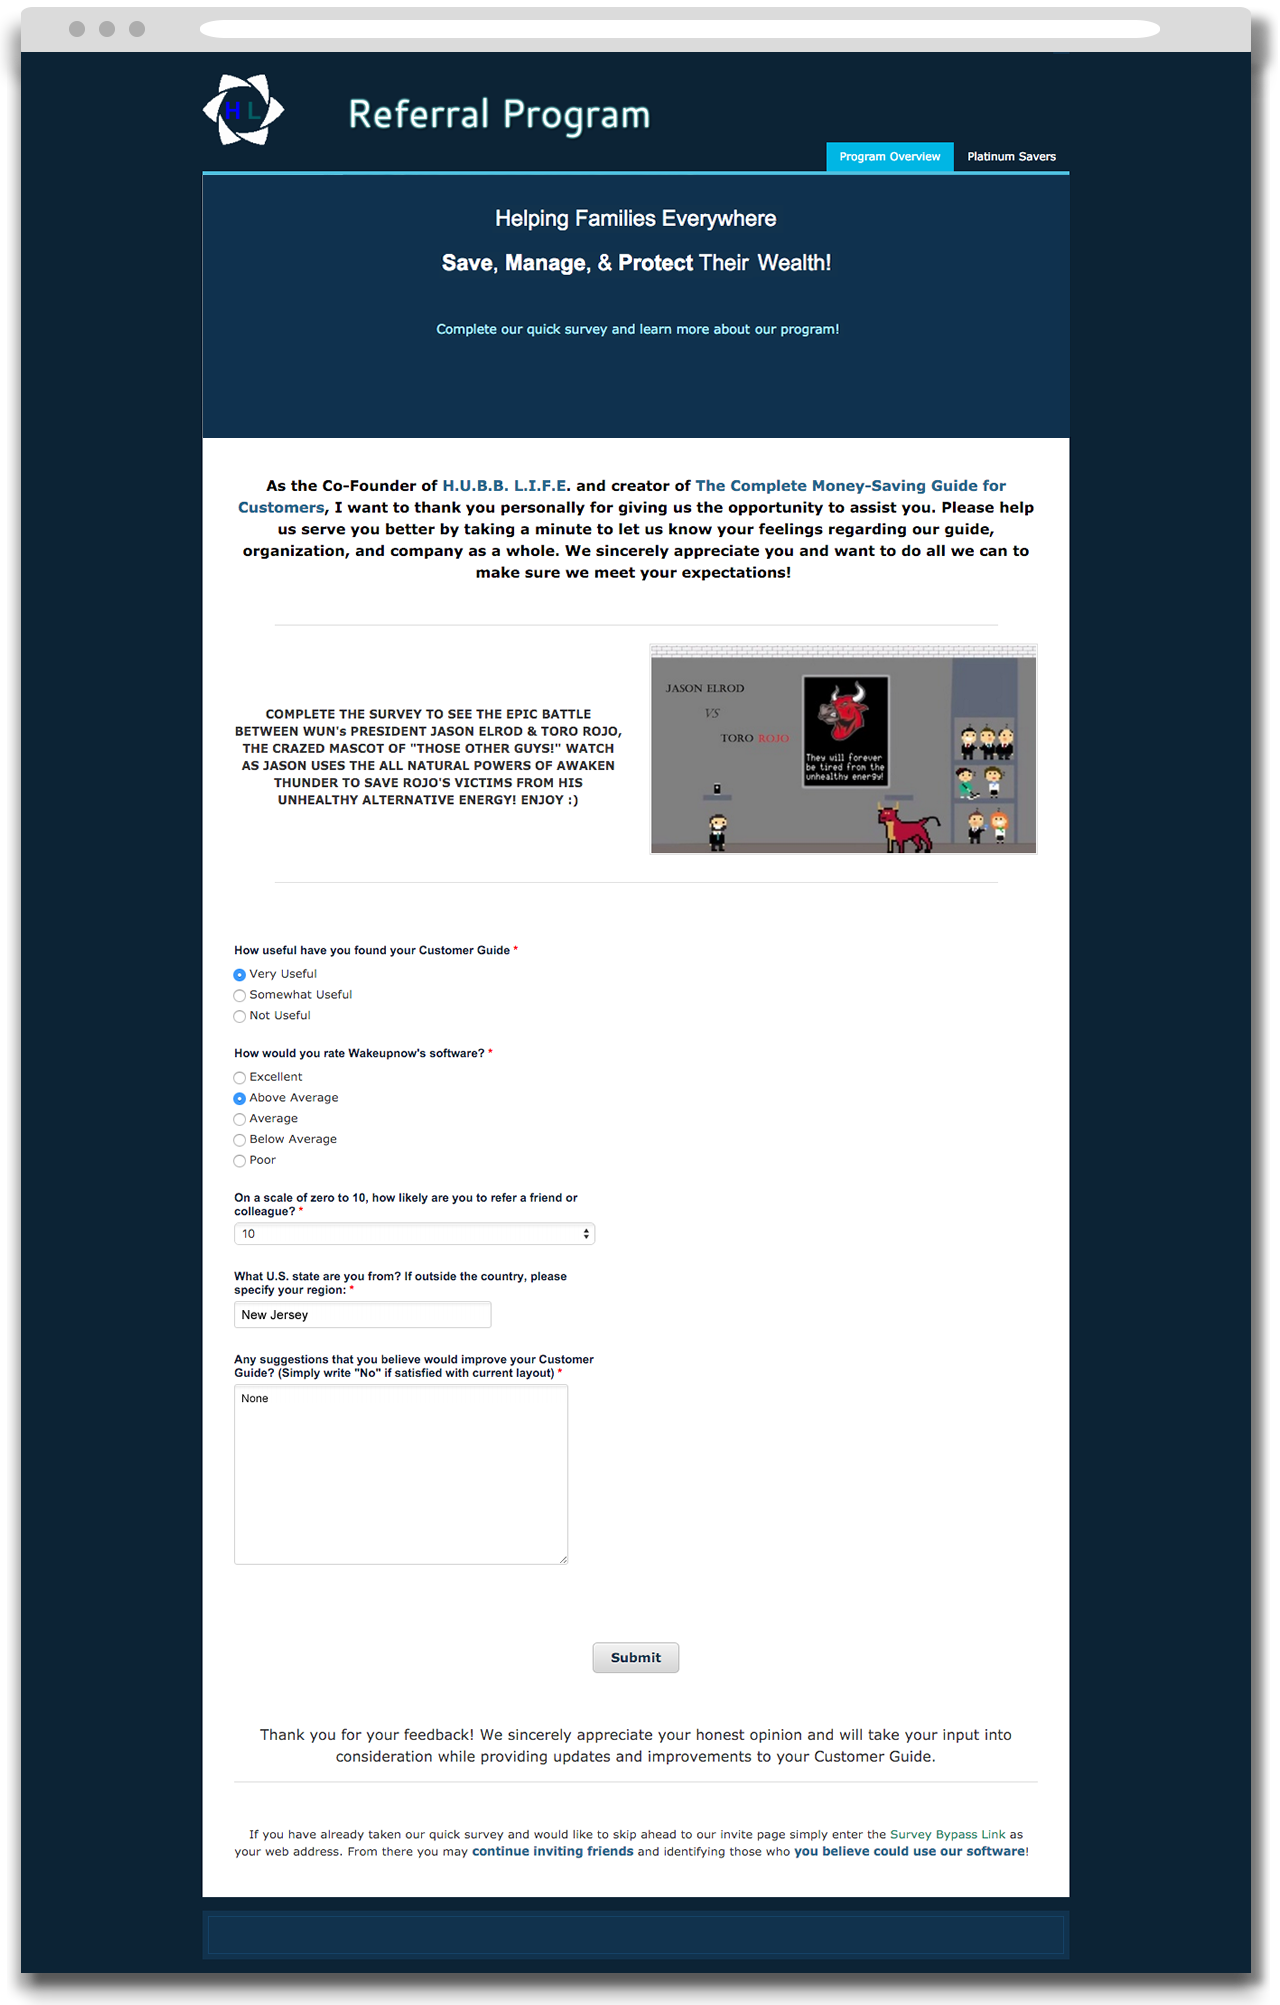 H L
Referral Program
Program Overview
Platinum Savers
Helping Families Everywhere
Save, Manage, & Protect Their Wealth!
Complete our quick survey and learn more about our program!
As the Co-Founder of H.U.B.B. L.I.F.E. and creator of The Complete Money-Saving Guide for
Customers, I want to thank you personally for giving us the opportunity to assist you. Please help
us serve you better by taking a minute to let us know your feelings regarding our guide,
organization, and company as a whole. We sincerely appreciate you and want to do all we can to
make sure we meet your expectations!
COMPLETE THE SURVEY TO SEE THE EPIC BATTLE
BETWEEN WUN's PRESIDENT JASON ELROD & TORO ROJO,
THE CRAZED MASCOT OF "THOSE OTHER GUYS!" WATCH
AS JASON USES THE ALL NATURAL POWERS OF AWAKEN
THUNDER TO SAVE ROJO'S VICTIMS FROM HIS
UNHEALTHY ALTERNATIVE ENERGY! ENJOY :)
JASON ELROD
VS
TORO ROJO
They will forever
be tired from the
unhealthy energy!
How useful have you found your Customer Guide *
Very Useful
Somewhat Useful
Not Useful
How would you rate Wakeupnow's software? *
Excellent
Above Average
Average
Below Average
Poor
On a scale of zero to 10, how likely are you to refer a friend or
colleague? *
10
What U.S. state are you from? If outside the country, please
specify your region: *
New Jersey
Any suggestions that you believe would improve your Customer
Guide? (Simply write "No" if satisfied with current layout) *
None
Submit
Thank you for your feedback! We sincerely appreciate your honest opinion and will take your input into
consideration while providing updates and improvements to your Customer Guide.
If you have already taken our quick survey and would like to skip ahead to our invite page simply enter the Survey Bypass Link as
your web address. From there you may continue inviting friends and identifying those who you believe could use our software!